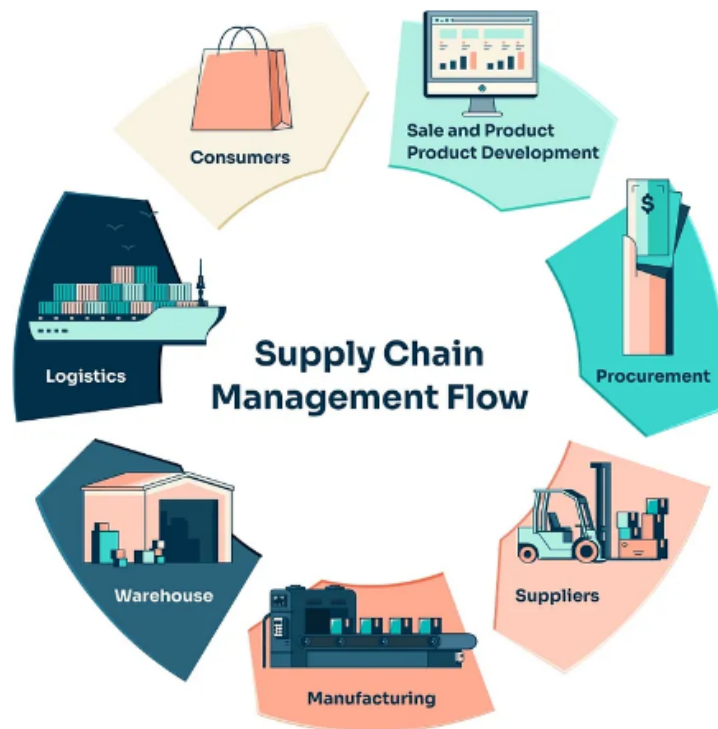 Consumers
Sale and Product
Product Development
$
Procurement
Logistics
Supply Chain
Management Flow
Suppliers
Warehouse
Manufacturing